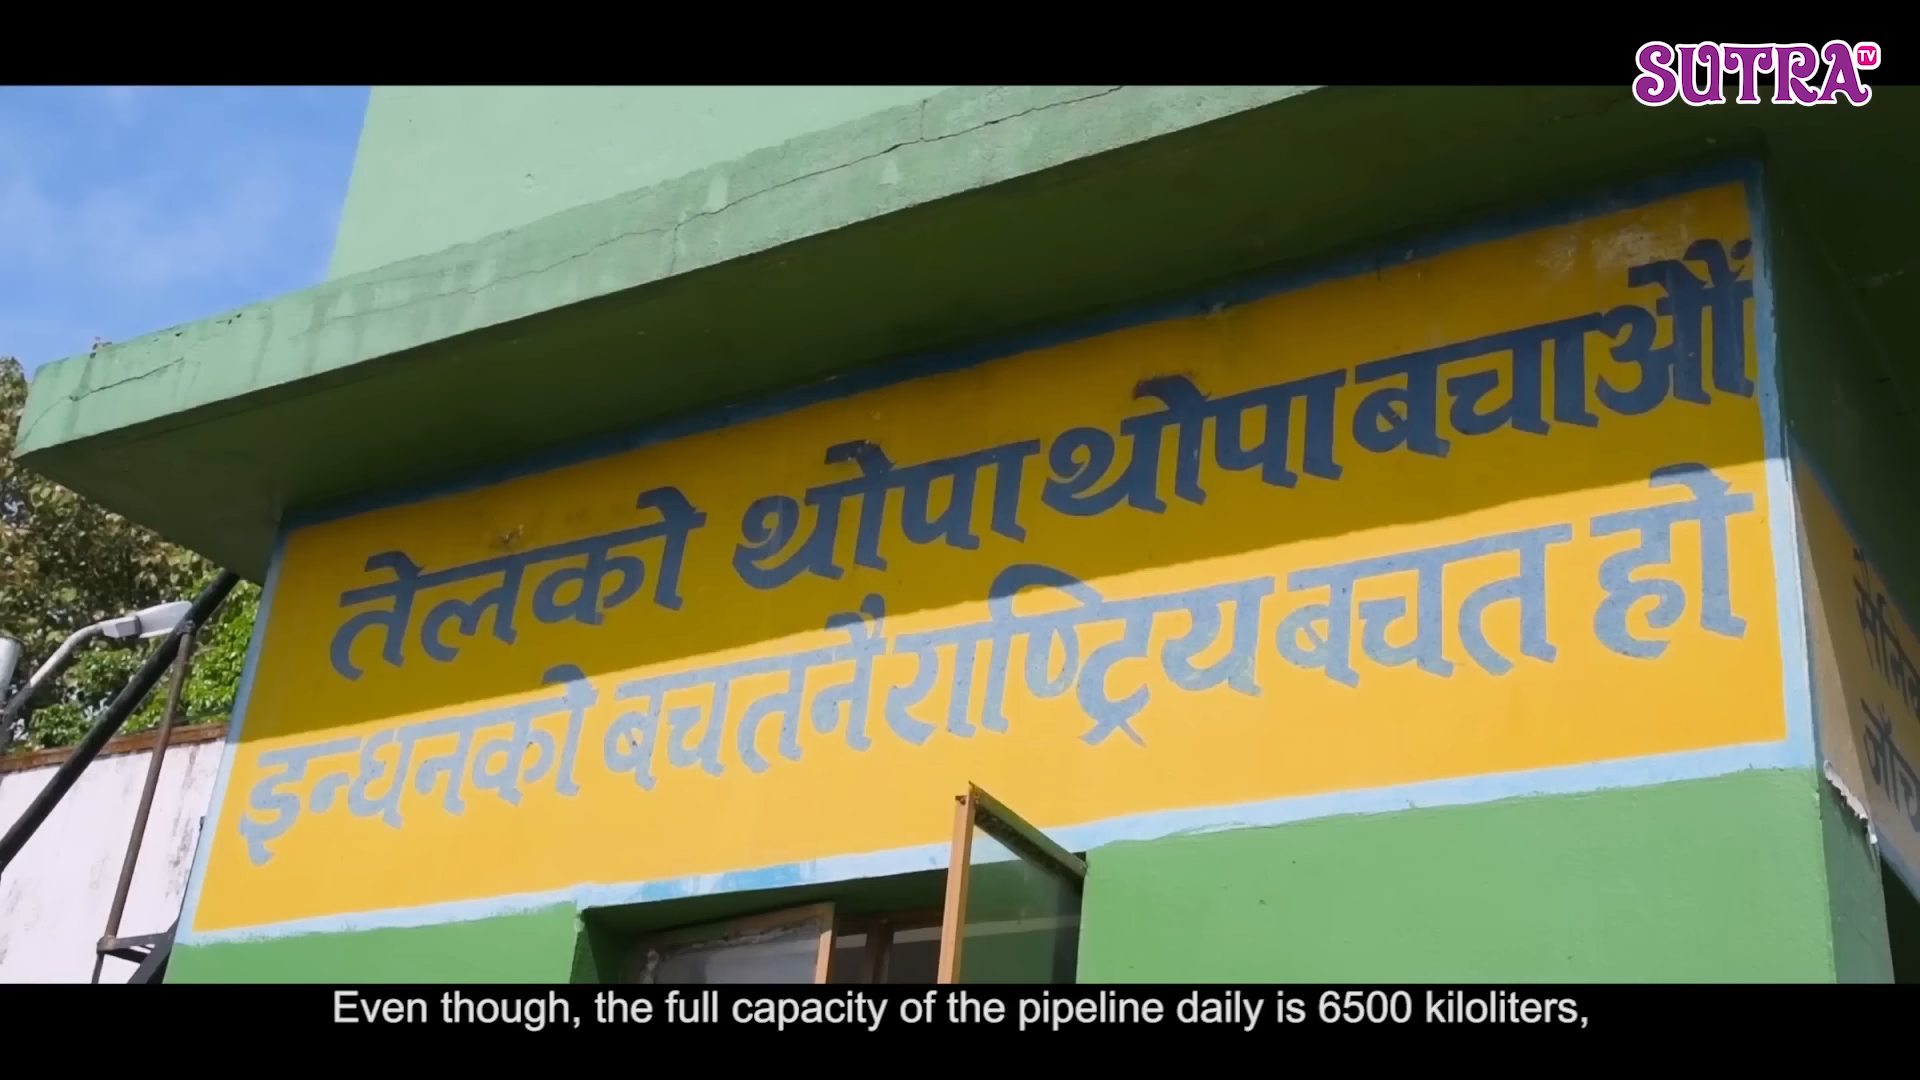 SUTRA TV
तेलको थोपा थोपा बचाऔं
इन्धनको बचत नै राष्ट्रिय बचत हो
Even though, the full capacity of the pipeline daily is 6500 kiloliters,